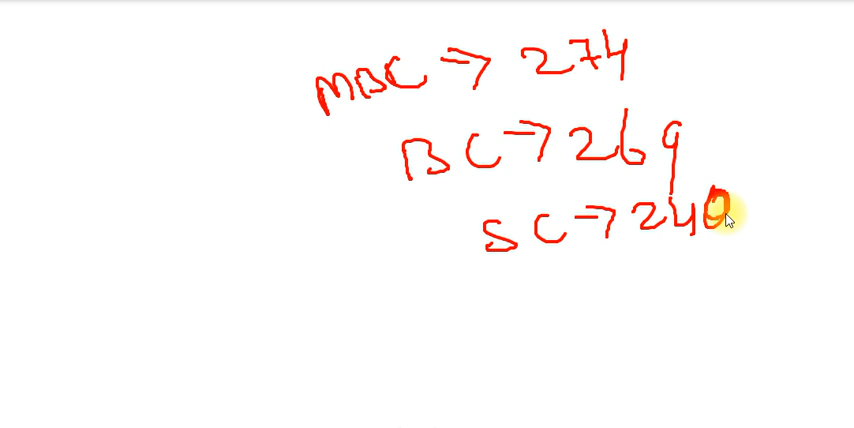 MBC → 274
BC → 269
SC → 240